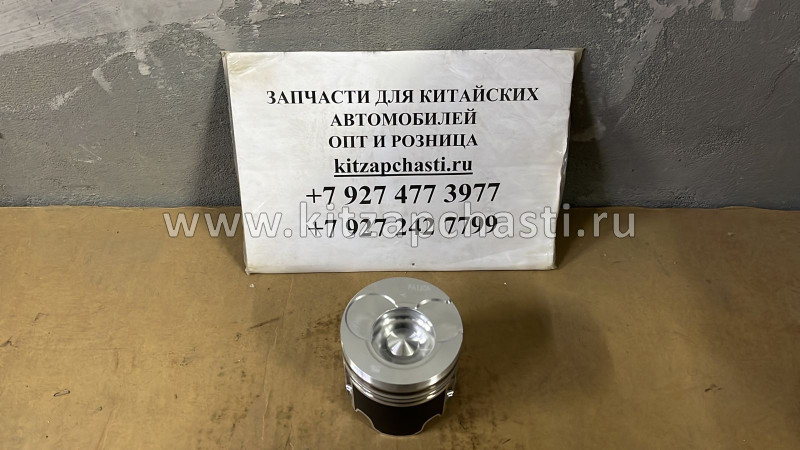 ЗАПЧАСТИ ДЛЯ КИТАЙСКИХ
АВТОМОБИЛЕЙ
ОПТ И РОЗНИЦА
kitzapchasti.ru
+7 927 477 3977
www.kitzapchasti.ru
+7 927 242 7799